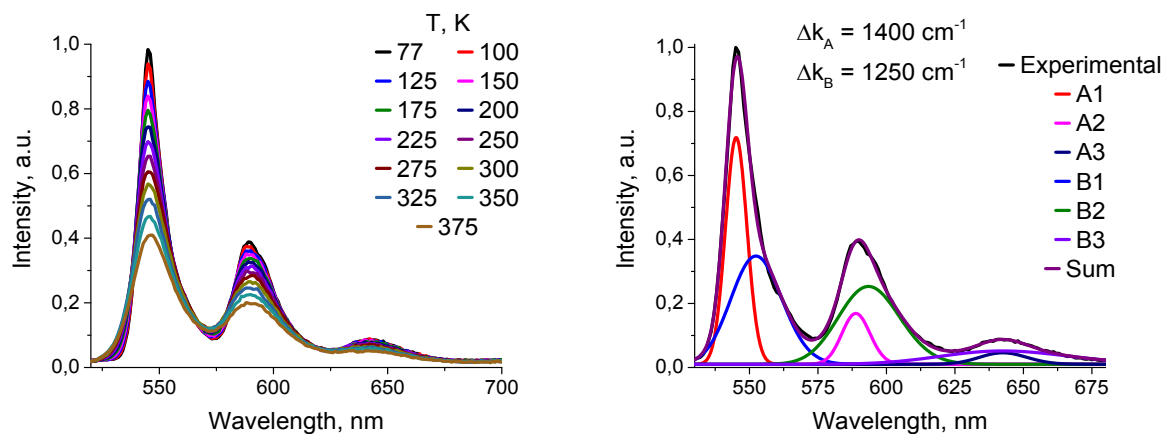 T, K
77 100
125 150
175 200
225 250
275 300
325 350
375
1,0
0,8
0,6
0,4
0,2
0,0
Intensity, a.u.
550 600 650 700
Wavelength, nm
Δk_A = 1400 cm⁻¹
Δk_B = 1250 cm⁻¹
Experimental
A1
A2
A3
B1
B2
B3
Sum
1,0
0,8
0,6
0,4
0,2
0,0
Intensity, a.u.
550 575 600 625 650 675
Wavelength, nm